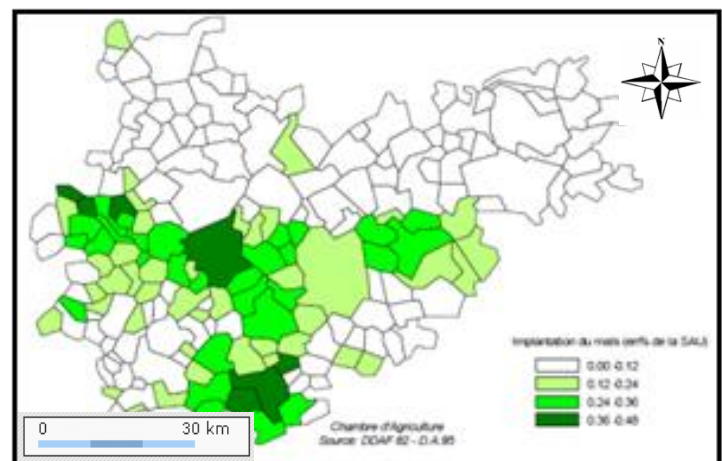 N
Implantation du maïs (en% de la SAU)
0.00 -0.12
0.12 -0.24
0.24 -0.36
0.36 -0.48
Chambre d'Agriculture
Source: DDAF 82 - D.A.95
0 30 km